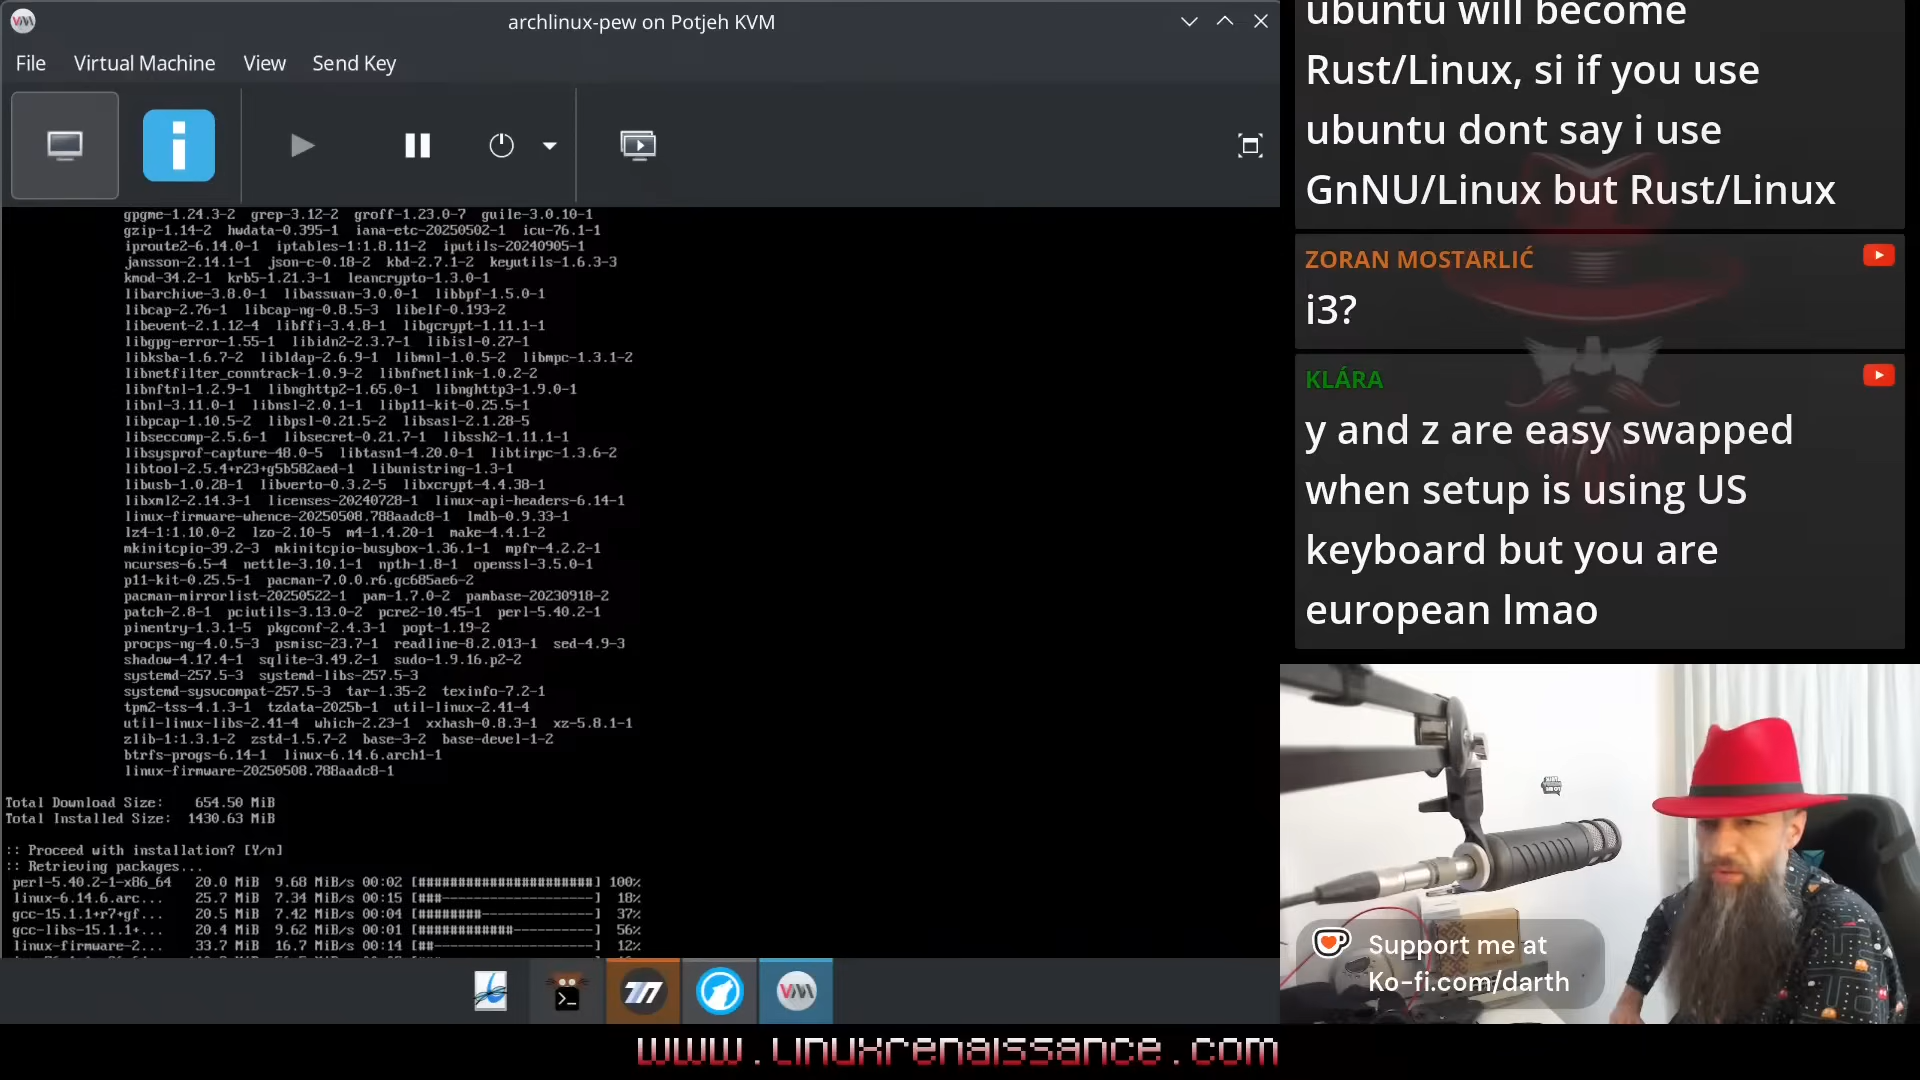 archlinux-pew on Potjeh KVM
File Virtual Machine View Send Key
gpgme-1.24.3-2 grep-3.12-2 groff-1.23.0-7 guile-3.0.10-1
gzip-1.14-2 hwdata-0.395-1 iana-etc-20250502-1 icu-76.1-1
iproute2-6.14.0-1 iptables-1:1.8.11-2 iputils-20240905-1
jansson-2.14.1-1 json-c-0.18-2 kbd-2.7.1-2 keyutils-1.6.3-3
kmod-34.2-1 krb5-1.21.3-1 leancrypto-1.3.0-1
libarchive-3.8.0-1 libassuan-3.0.0-1 libbpf-1.5.0-1
libcap-2.76-1 libcap-ng-0.8.5-3 libelf-0.193-2
libevent-2.1.12-4 libffi-3.4.8-1 libgcrypt-1.11.1-1
libgpg-error-1.55-1 libidn2-2.3.7-1 libisl-0.27-1
libksba-1.6.7-2 libldap-2.6.9-1 libmnl-1.0.5-2 libmpc-1.3.1-2
libnetfilter_conntrack-1.0.9-2 libnfnetlink-1.0.2-2
libnftnl-1.2.9-1 libnghttp2-1.65.0-1 libnghttp3-1.9.0-1
libnl-3.11.0-1 libnsl-2.0.1-1 libp11-kit-0.25.5-1
libpcap-1.10.5-2 libpsl-0.21.5-2 libsasl-2.1.28-5
libseccomp-2.5.6-1 libsecret-0.21.7-1 libssh2-1.11.1-1
libsysprof-capture-48.0-5 libtasn1-4.20.0-1 libtirpc-1.3.6-2
libtool-2.5.4+r23+g5b582aed-1 libunistring-1.3-1
libusb-1.0.28-1 libverto-0.3.2-5 libxcrypt-4.4.38-1
libxml2-2.14.3-1 licenses-20240728-1 linux-api-headers-6.14-1
linux-firmware-whence-20250508.788aadc8-1 lmdb-0.9.33-1
lz4-1:1.10.0-2 lzo-2.10-5 m4-1.4.20-1 make-4.4.1-2
mkinitcpio-39.2-3 mkinitcpio-busybox-1.36.1-1 mpfr-4.2.2-1
ncurses-6.5-4 nettle-3.10.1-1 npth-1.8-1 openssl-3.5.0-1
p11-kit-0.25.5-1 pacman-7.0.0.r6.gc685ae6-2
pacman-mirrorlist-20250522-1 pam-1.7.0-2 pambase-20230918-2
patch-2.8-1 pciutils-3.13.0-2 pcre2-10.45-1 perl-5.40.2-1
pinentry-1.3.1-5 pkgconf-2.4.3-1 popt-1.19-2
procps-ng-4.0.5-3 psmisc-23.7-1 readline-8.2.013-1 sed-4.9-3
shadow-4.17.4-1 sqlite-3.49.2-1 sudo-1.9.16.p2-2
systemd-257.5-3 systemd-libs-257.5-3
systemd-sysvcompat-257.5-3 tar-1.35-2 texinfo-7.2-1
tpm2-tss-4.1.3-1 tzdata-2025b-1 util-linux-2.41-4
util-linux-libs-2.41-4 which-2.23-1 xxhash-0.8.3-1 xz-5.8.1-1
zlib-1:1.3.1-2 zstd-1.5.7-2 base-3-2 base-devel-1-2
btrfs-progs-6.14-1 linux-6.14.6.arch1-1
linux-firmware-20250508.788aadc8-1
Total Download Size: 654.50 MiB
Total Installed Size: 1430.63 MiB
:: Proceed with installation? [Y/n]
:: Retrieving packages...
perl-5.40.2-1-x86_64 20.0 MiB 9.68 MiB/s 00:02 [######################] 100%
linux-6.14.6.arc... 25.7 MiB 7.34 MiB/s 00:15 [###-------------------] 18%
gcc-15.1.1+r7+gf... 20.5 MiB 7.42 MiB/s 00:04 [########--------------] 37%
gcc-libs-15.1.1+... 20.4 MiB 9.62 MiB/s 00:01 [############----------] 56%
linux-firmware-2... 33.7 MiB 16.7 MiB/s 00:14 [##--------------------] 12%
ubuntu will become
Rust/Linux, si if you use
ubuntu dont say i use
GnNU/Linux but Rust/Linux
ZORAN MOSTARLIĆ
i3?
KLÁRA
y and z are easy swapped
when setup is using US
keyboard but you are
european lmao
Support me at
Ko-fi.com/darth
www.linuxrenaissance.com